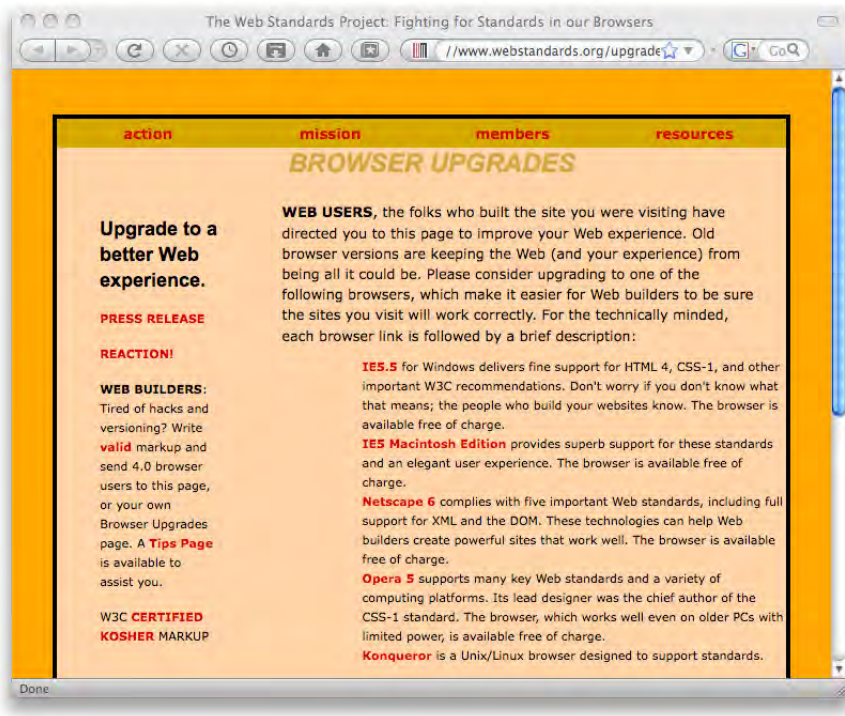 The Web Standards Project: Fighting for Standards in our Browsers
//www.webstandards.org/upgrade
G
Go
action mission members resources
BROWSER UPGRADES
Upgrade to a
better Web
experience.
PRESS RELEASE
REACTION!
WEB BUILDERS:
Tired of hacks and
versioning? Write
valid markup and
send 4.0 browser
users to this page,
or your own
Browser Upgrades
page. A Tips Page
is available to
assist you.
W3C CERTIFIED
KOSHER MARKUP
WEB USERS, the folks who built the site you were visiting have
directed you to this page to improve your Web experience. Old
browser versions are keeping the Web (and your experience) from
being all it could be. Please consider upgrading to one of the
following browsers, which make it easier for Web builders to be sure
the sites you visit will work correctly. For the technically minded,
each browser link is followed by a brief description:
IE5.5 for Windows delivers fine support for HTML 4, CSS-1, and other
important W3C recommendations. Don't worry if you don't know what
that means; the people who build your websites know. The browser is
available free of charge.
IE5 Macintosh Edition provides superb support for these standards
and an elegant user experience. The browser is available free of
charge.
Netscape 6 complies with five important Web standards, including full
support for XML and the DOM. These technologies can help Web
builders create powerful sites that work well. The browser is available
free of charge.
Opera 5 supports many key Web standards and a variety of
computing platforms. Its lead designer was the chief author of the
CSS-1 standard. The browser, which works well even on older PCs with
limited power, is available free of charge.
Konqueror is a Unix/Linux browser designed to support standards.
Done